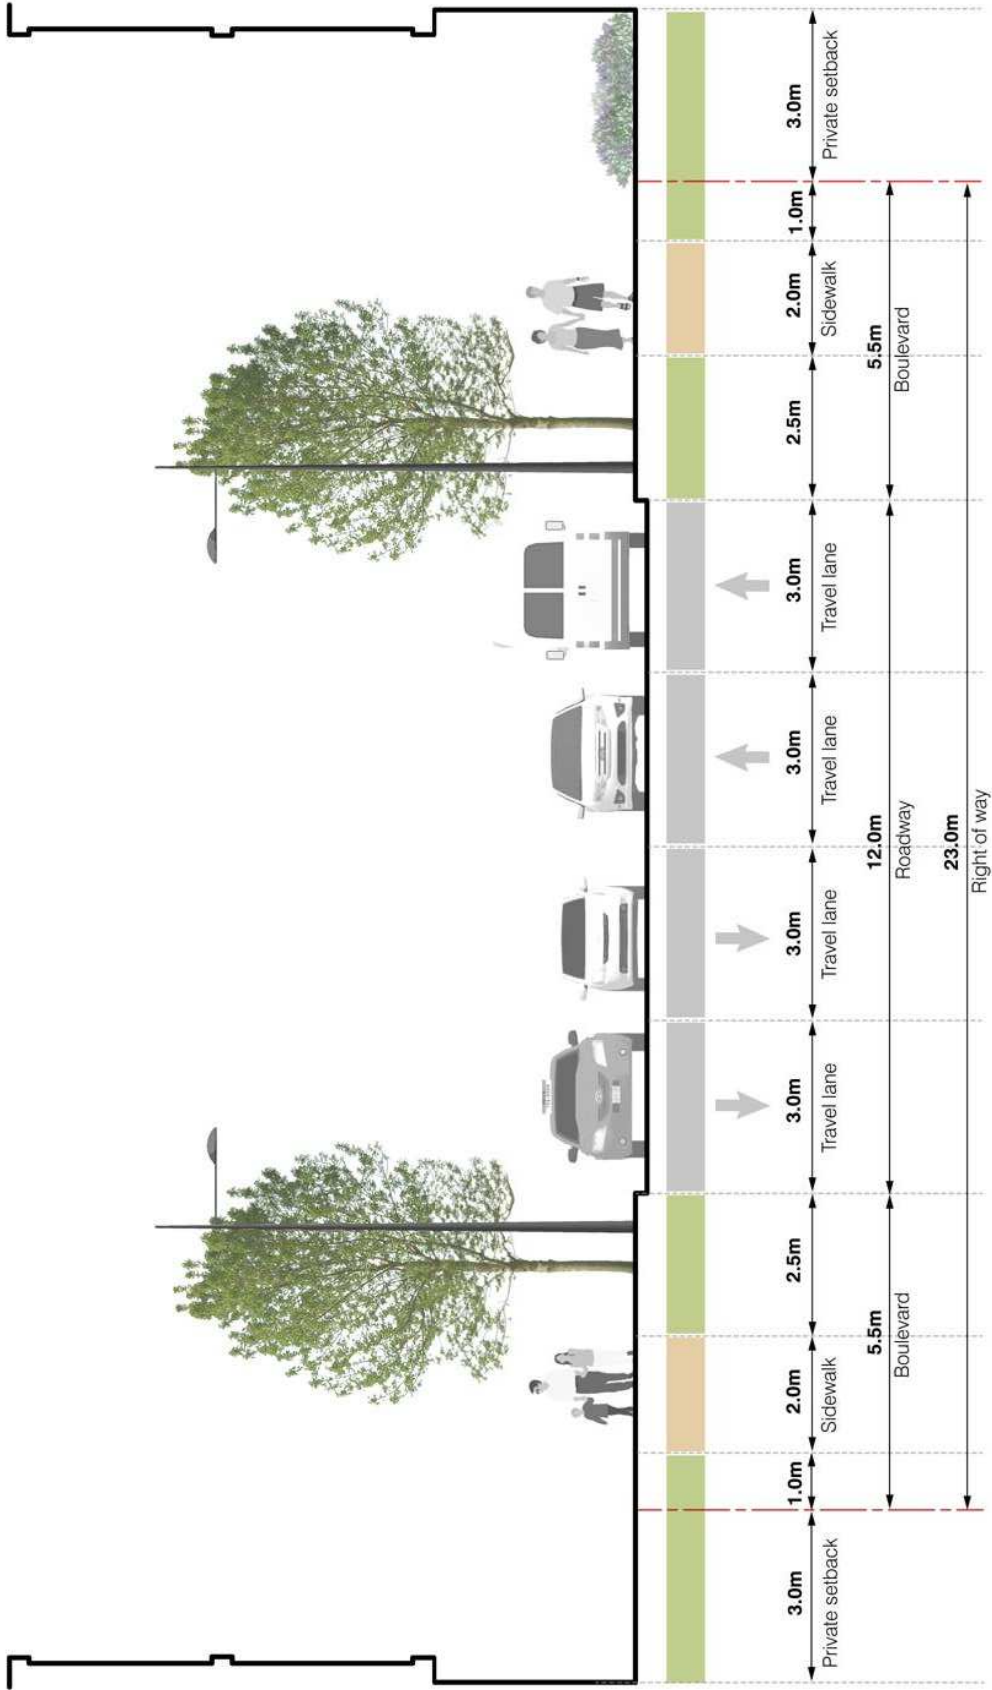 3.0m
Private setback
1.0m
2.0m
Sidewalk
2.5m
3.0m
Travel lane
3.0m
Travel lane
3.0m
Travel lane
3.0m
Travel lane
2.5m
2.0m
Sidewalk
1.0m
3.0m
Private setback
5.5m
Boulevard
12.0m
Roadway
5.5m
Boulevard
23.0m
Right of way